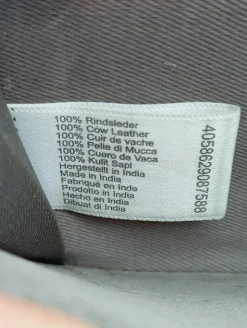 100% Rindsleder
100% Cow Leather
100% Cuir de vache
100% Pelle di Mucca
100% Cuero de Vaca
100% Kulit Sapi
Hergestellt in India
Made in India
Fabriqué en Inde
Prodotto in India
Hecho en India
Dibuat di India
4058629087588